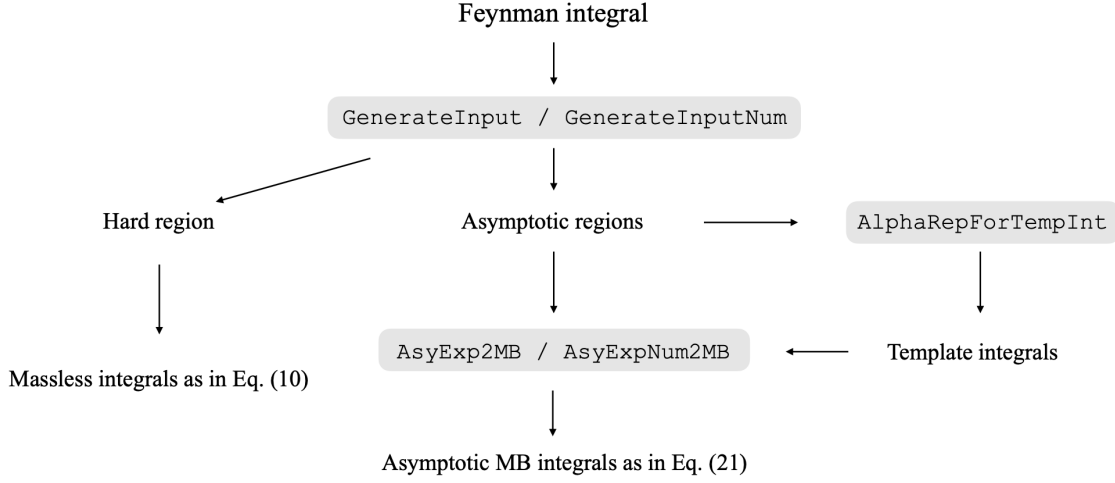 Feynman integral
GenerateInput / GenerateInputNum
Hard region
Asymptotic regions
AlphaRepForTempInt
AsyExp2MB / AsyExpNum2MB
Template integrals
Massless integrals as in Eq. (10)
Asymptotic MB integrals as in Eq. (21)